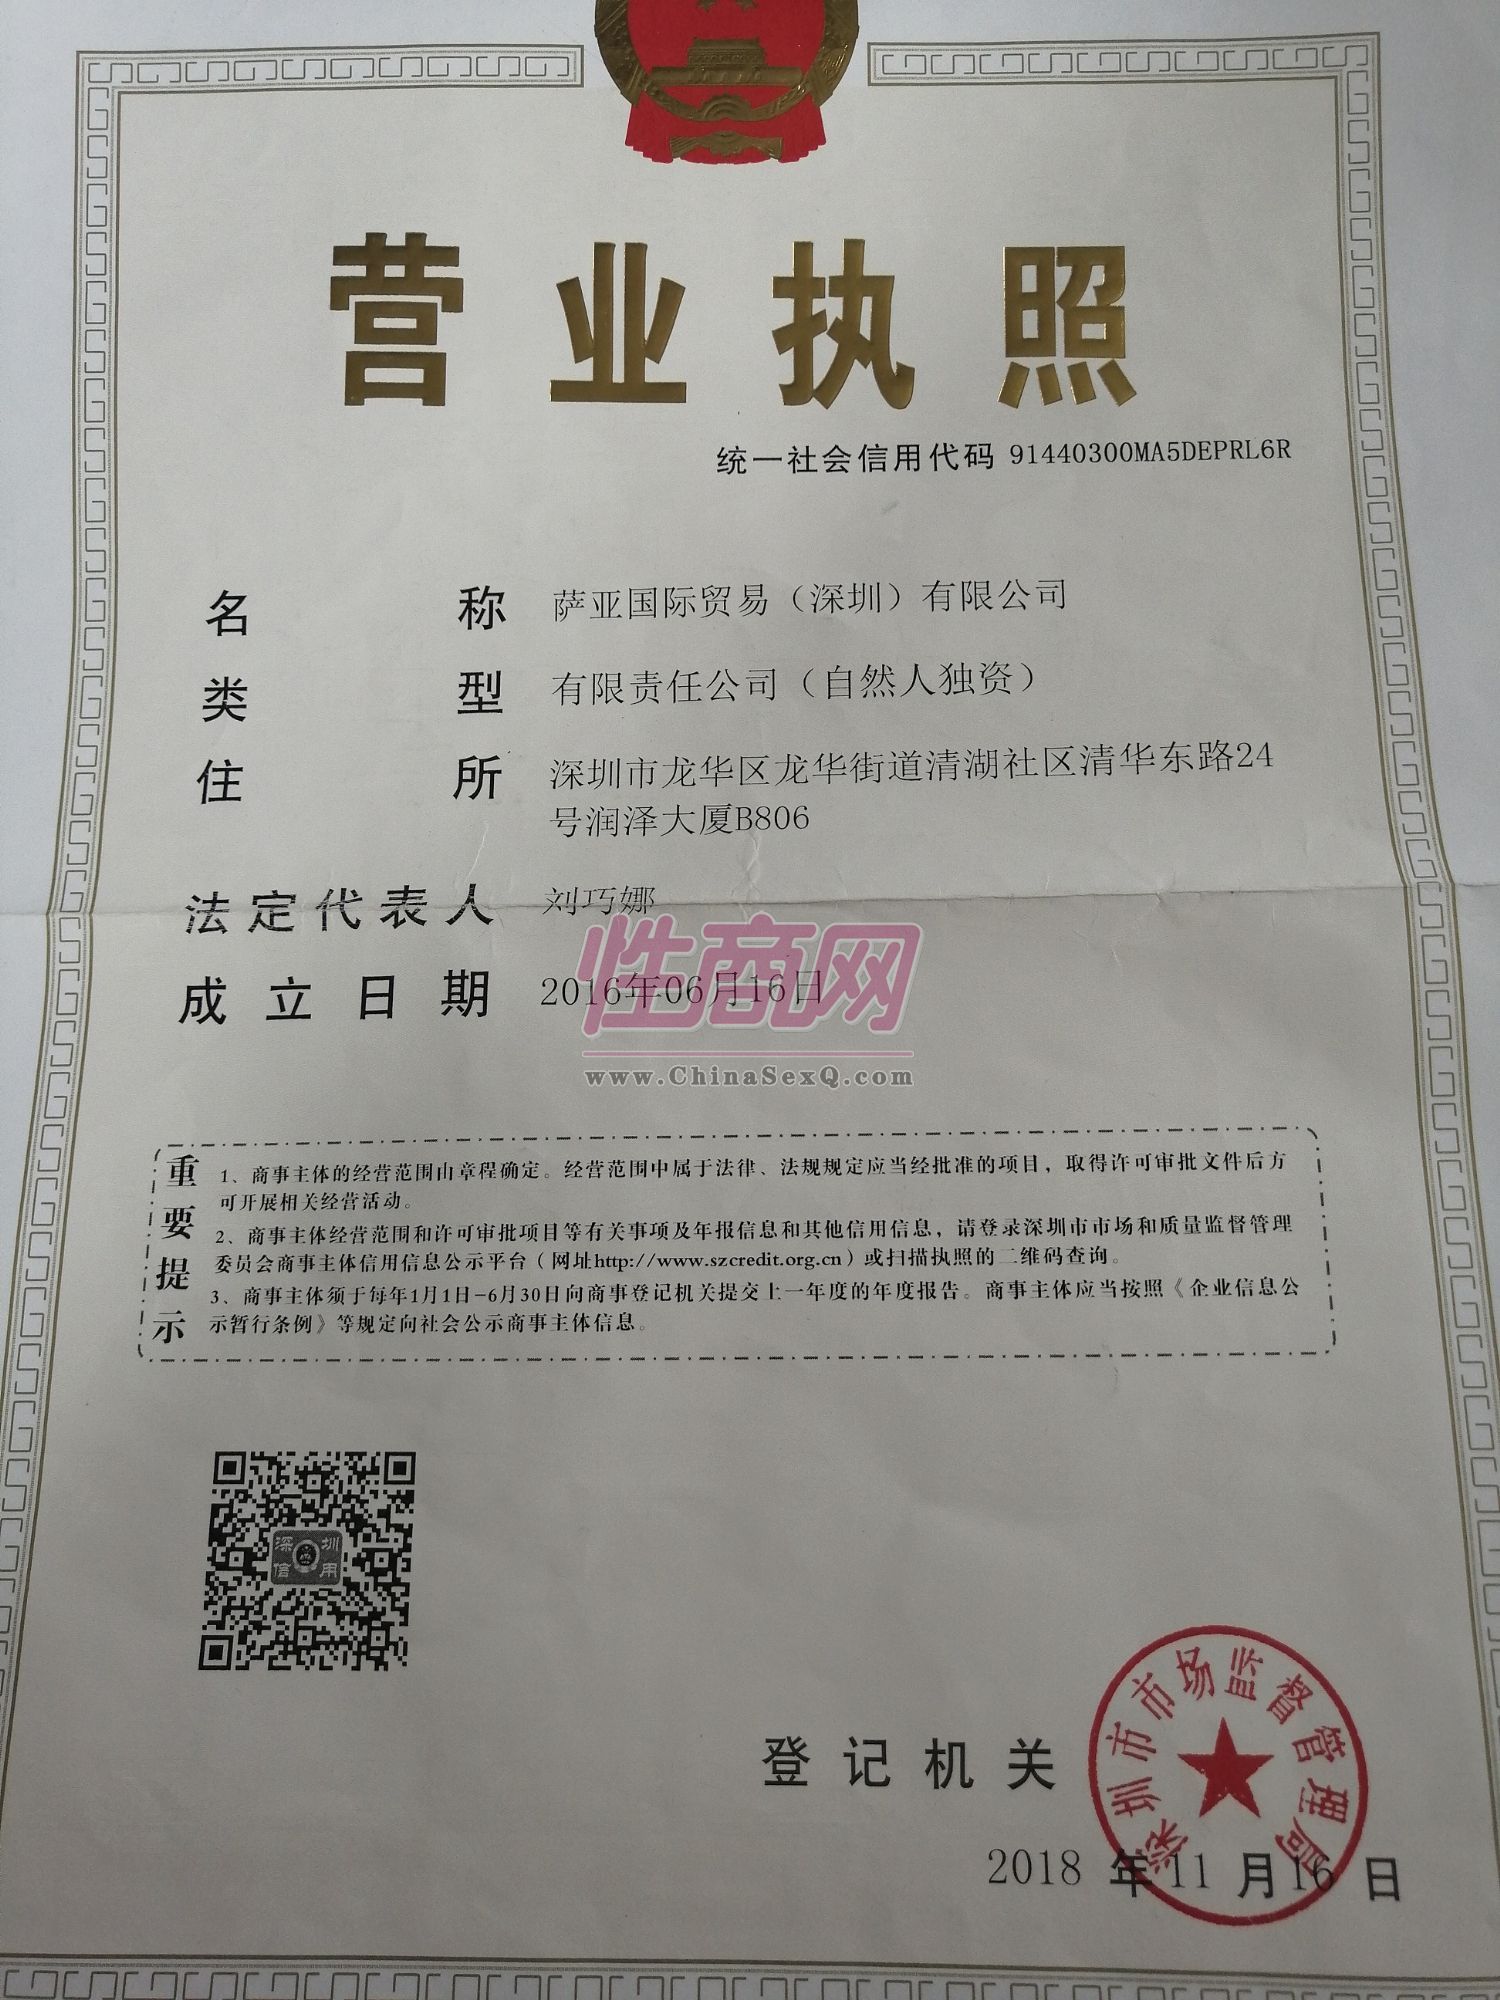 营业执照
统一社会信用代码 91440300MA5DEPRL6R
名称 萨亚国际贸易（深圳）有限公司
类型 有限责任公司（自然人独资）
住所 深圳市龙华区龙华街道清湖社区清华东路24
号润泽大厦B806
法定代表人 刘巧娜
成立日期 2016年06月16日
性商网
www.ChinaSexQ.com
重要提示
1、商事主体的经营范围由章程确定。经营范围中属于法律、法规规定应当经批准的项目，取得许可审批文件后方
可开展相关经营活动。
2、商事主体经营范围和许可审批项目等有关事项及年报信息和其他信用信息，请登录深圳市市场和质量监督管理
委员会商事主体信用信息公示平台（网址http://www.szcredit.org.cn）或扫描执照的二维码查询。
3、商事主体须于每年1月1日-6月30日向商事登记机关提交上一年度的年度报告。商事主体应当按照《企业信息公
示暂行条例》等规定向社会公示商事主体信息。
深圳
信用
登记机关
深圳市市场监督管理局
2018 年 11 月 16 日